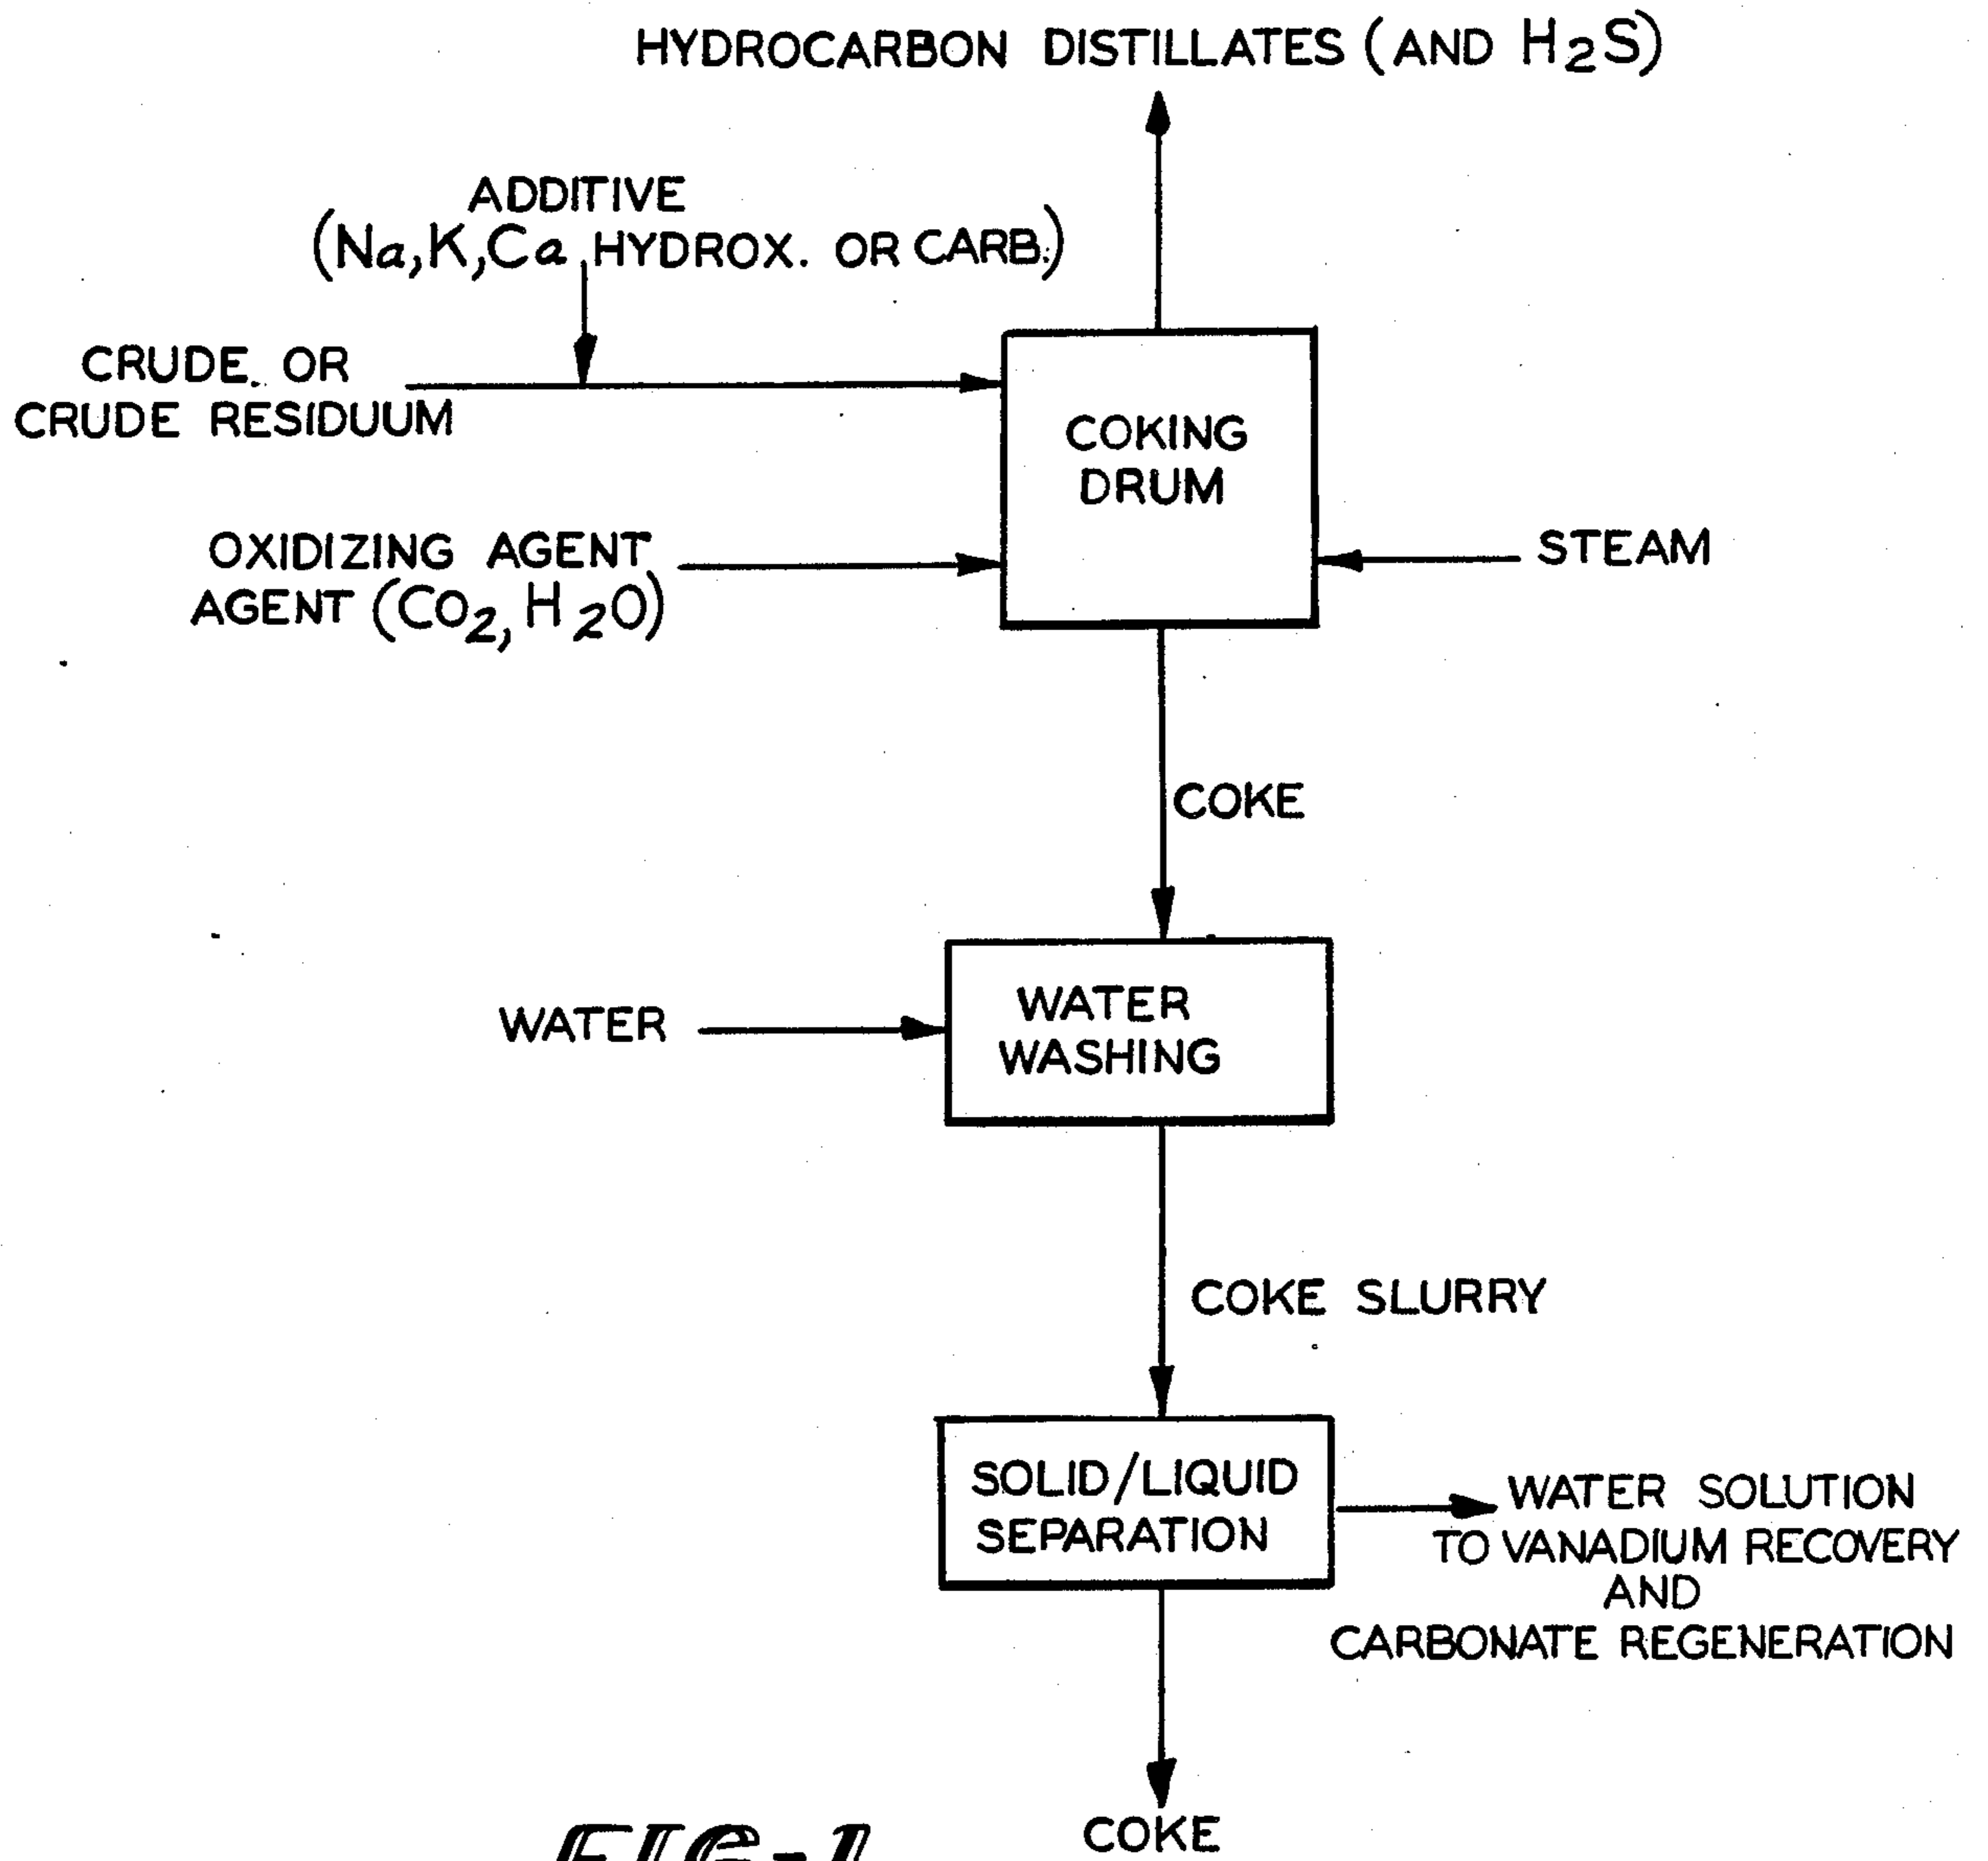 HYDROCARBON DISTILLATES (AND H2S)
ADDITIVE
(Na,K,Ca HYDROX. OR CARB.)
CRUDE OR
CRUDE RESIDUUM
COKING
DRUM
OXIDIZING AGENT
AGENT (CO2, H2O)
STEAM
COKE
WATER
WATER
WASHING
COKE SLURRY
SOLID/LIQUID
SEPARATION
WATER SOLUTION
TO VANADIUM RECOVERY
AND
CARBONATE REGENERATION
COKE
FIG-1